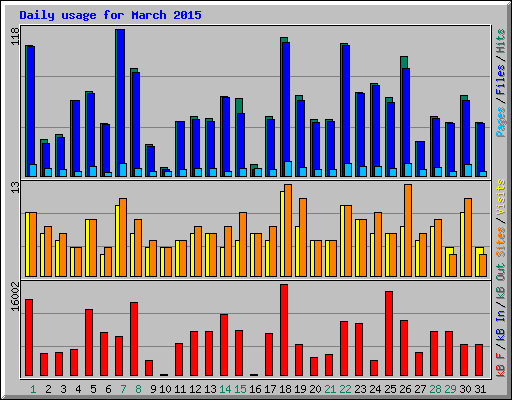 Daily usage for March 2015
118
Pages / Files / Hits
13
Sites / Visits
16002
kB F / kB In / kB Out
1 2 3 4 5 6 7 8 9 10 11 12 13 14 15 16 17 18 19 20 21 22 23 24 25 26 27 28 29 30 31